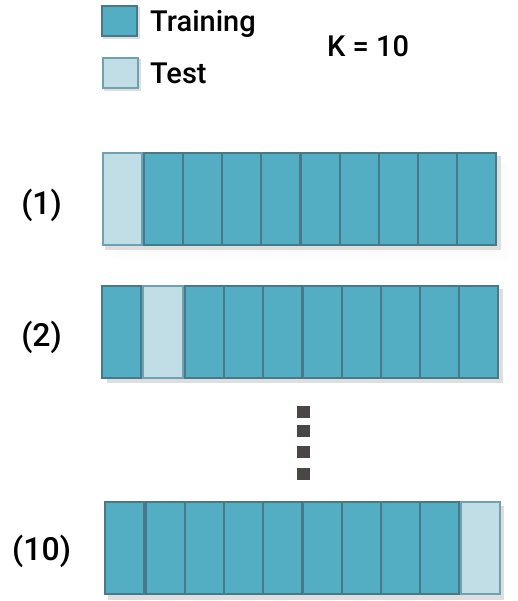 Training
K = 10
Test
(1)
(2)
(10)